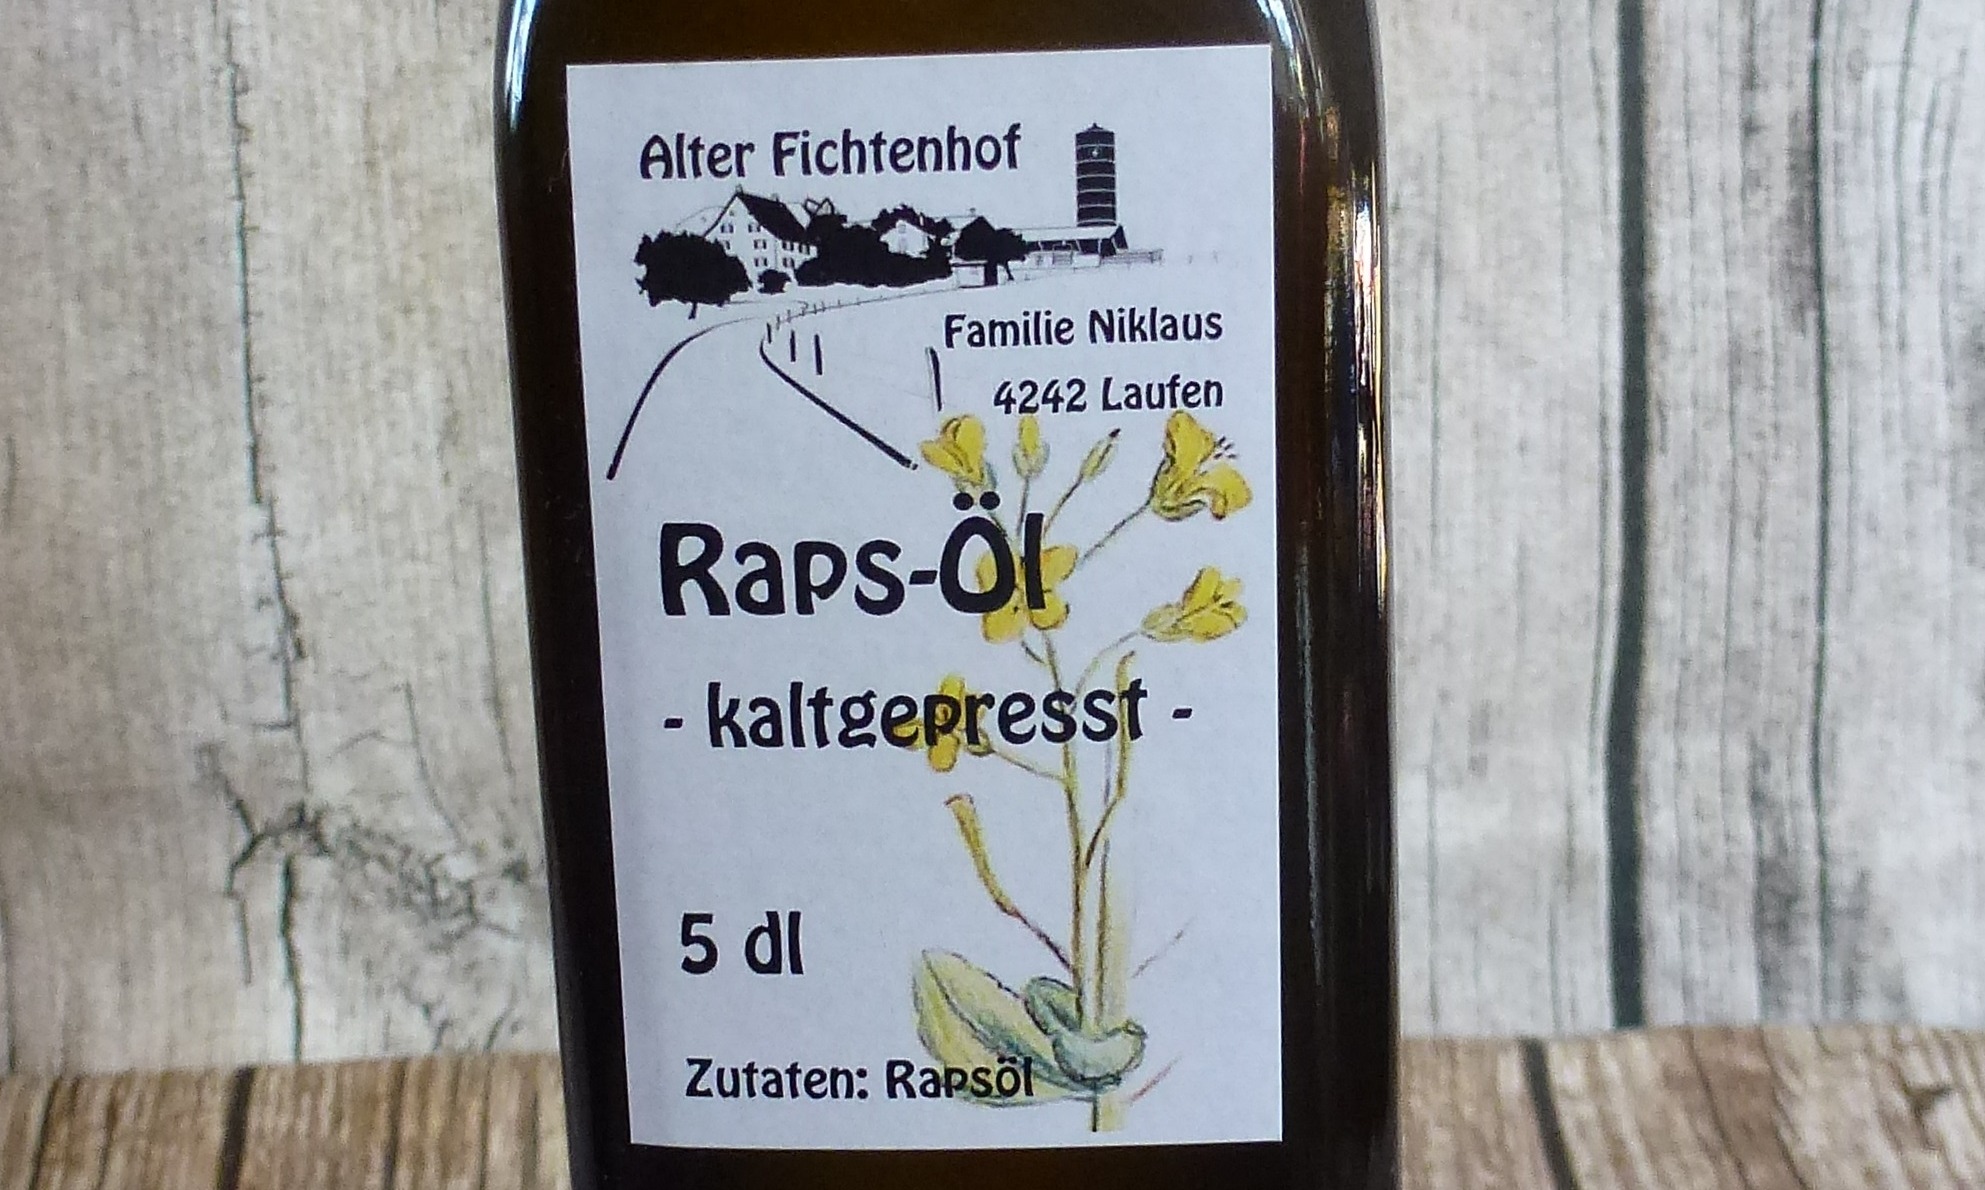 Alter Fichtenhof
Familie Niklaus
4242 Laufen
Raps-Öl
- kaltgepresst -
5 dl
Zutaten: Rapsöl